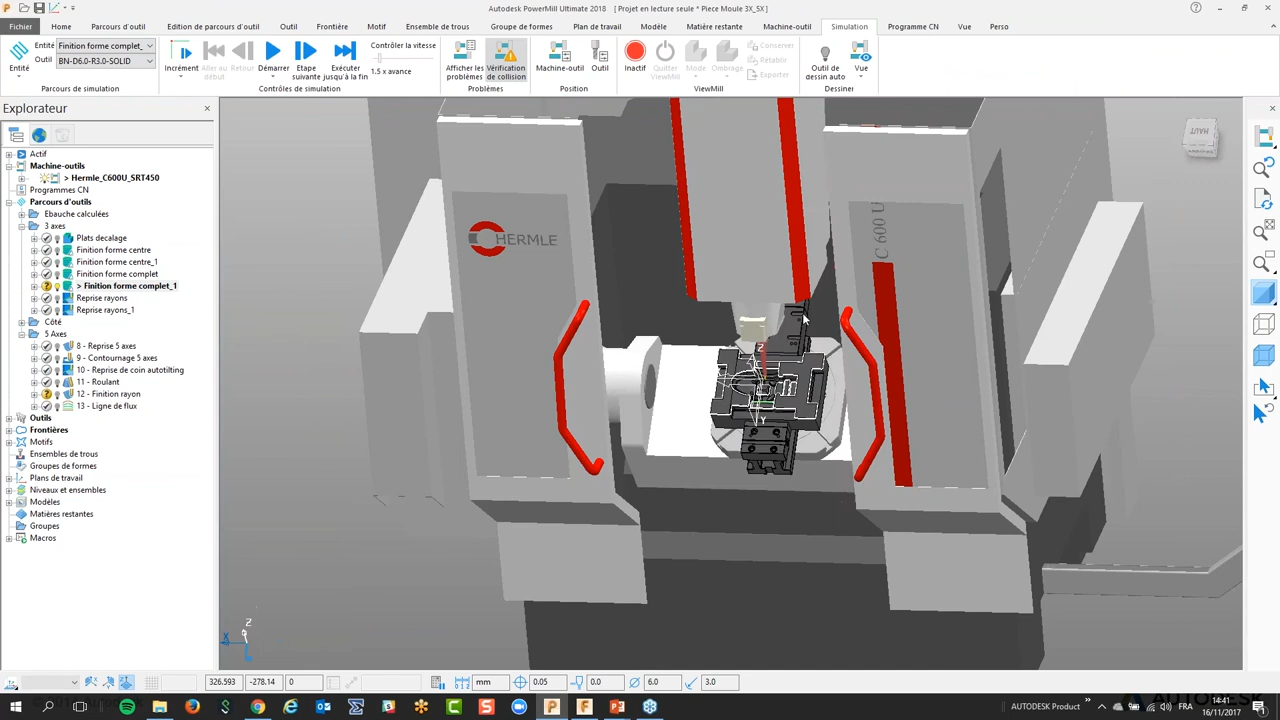 Autodesk PowerMill Ultimate 2018 - [ Projet en lecture seule * Piece Moule 3X_5X ]
Fichier Home Parcours d'outil Edition de parcours d'outil Outil Frontière Motif Ensemble de trous Groupe de formes Plan de travail Modèle Matière restante Machine-outil Simulation Programme CN Vue Perso
Entité Finition forme complet_
Outil BN-D6.0-R3.0-SOLID
Entité
Parcours de simulation
Incrément Aller au début Retour Démarrer Etape suivante Exécuter jusqu'à la fin
Contrôler la vitesse
1.5 x avance
Contrôles de simulation
Afficher les problèmes Vérification de collision
Problèmes
Machine-outil Outil
Position
Inactif Quitter ViewMill Mode Ombrage
Conserver
Rétablir
Exporter
ViewMill
Outil de dessin auto Vue
Dessiner
Explorateur
Actif
Machine-outils
> Hermle_C600U_SRT450
Programmes CN
Parcours d'outils
Ebauche calculées
3 axes
Plats decalage
Finition forme centre
Finition forme centre_1
Finition forme complet
> Finition forme complet_1
Reprise rayons
Reprise rayons_1
Côté
5 Axes
8 - Reprise 5 axes
9 - Contournage 5 axes
10 - Reprise de coin autotilting
11 - Roulant
12 - Finition rayon
13 - Ligne de flux
Outils
Frontières
Motifs
Ensembles de trous
Groupes de formes
Plans de travail
Niveaux et ensembles
Modèles
Matières restantes
Groupes
Macros
HERMLE
C 600 U
HAUT
Z
Y
Z
X
326.593 -278.14 0 mm 0.05 0.0 6.0 3.0
AUTODESK Product
FRA
14:41
16/11/2017